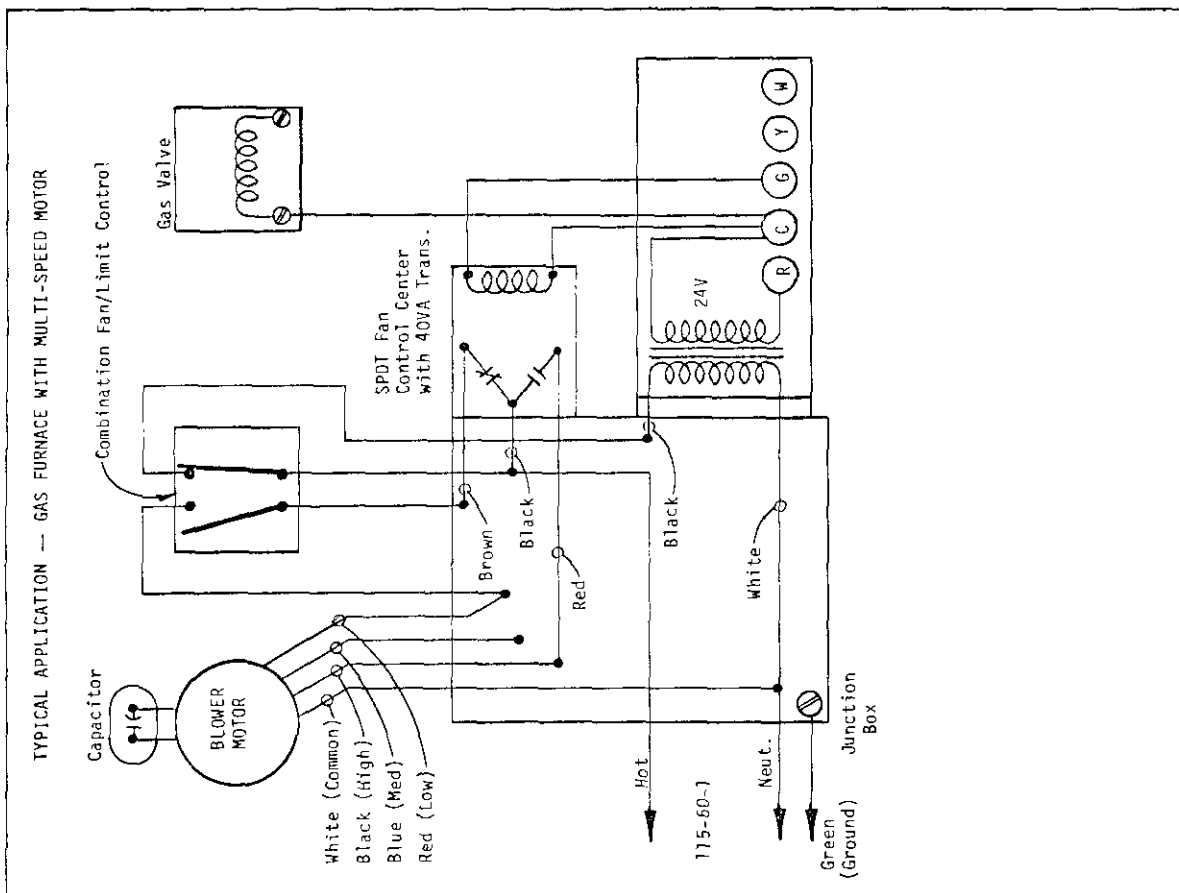 TYPICAL APPLICATION -- GAS FURNACE WITH MULTI-SPEED MOTOR
Combination Fan/Limit Control
Gas Valve
Capacitor
BLOWER
MOTOR
SPDT Fan
Control Center
with 40VA Trans.
White (Common)
Black (High)
Blue (Med)
Red (Low)
Brown
Black
Red
Black
White
24V
R
C
G
Y
W
Hot
115-60-1
Neut.
Green
(Ground)
Junction
Box